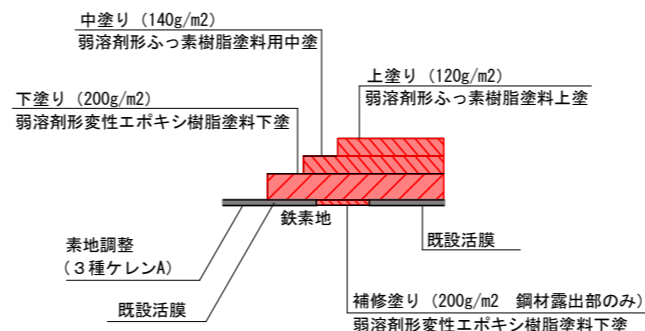 中塗り（140g/m2）
弱溶剤形ふっ素樹脂塗料用中塗
上塗り（120g/m2）
弱溶剤形ふっ素樹脂塗料上塗
下塗り（200g/m2）
弱溶剤形変性エポキシ樹脂塗料下塗
鉄素地
素地調整
（３種ケレンA）
既設活膜
既設活膜
補修塗り（200g/m2　鋼材露出部のみ）
弱溶剤形変性エポキシ樹脂塗料下塗